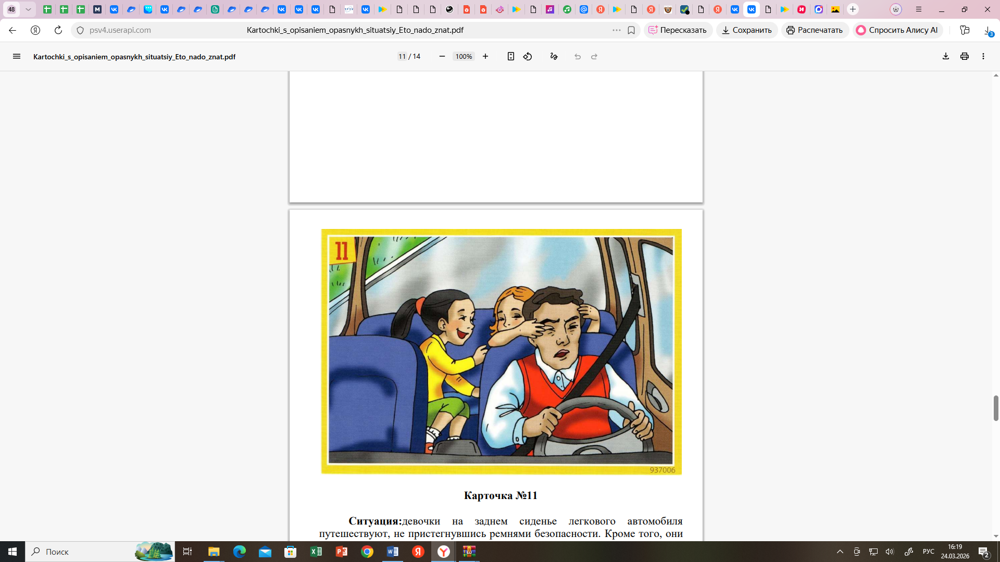 48
psv4.userapi.com
Kartochki_s_opisaniem_opasnykh_situatsiy_Eto_nado_znat.pdf
Пересказать
Сохранить
Распечатать
Спросить Алису AI
3
Kartochki_s_opisaniem_opasnykh_situatsiy_Eto_nado_znat.pdf
11 / 14
100%
11
937006
Карточка №11
Ситуация:девочки на заднем сиденье легкового автомобиля
путешествуют, не пристегнувшись ремнями безопасности. Кроме того, они
Поиск
РУС
16:19
24.03.2026
2